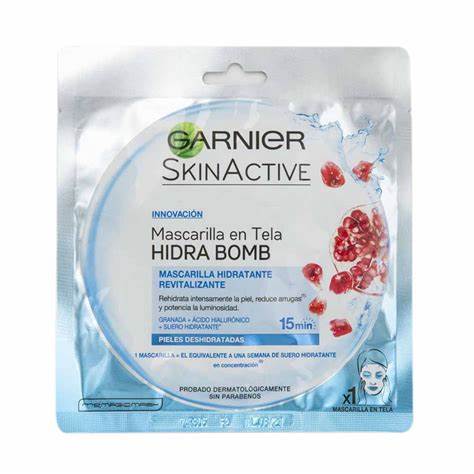 GARNIER
SKINACTIVE
INNOVACIÓN
Mascarilla en Tela
HIDRA BOMB
MASCARILLA HIDRATANTE
REVITALIZANTE
Rehidrata intensamente la piel, reduce arrugas(1)
y potencia la luminosidad.
GRANADA + ÁCIDO HIALURÓNICO
+ SUERO HIDRATANTE
15min
PIELES DESHIDRATADAS
1 MASCARILLA = EL EQUIVALENTE A UNA SEMANA DE SUERO HIDRATANTE
en concentración
PROBADO DERMATOLÓGICAMENTE
SIN PARABENOS
x1
MASCARILLA EN TELA